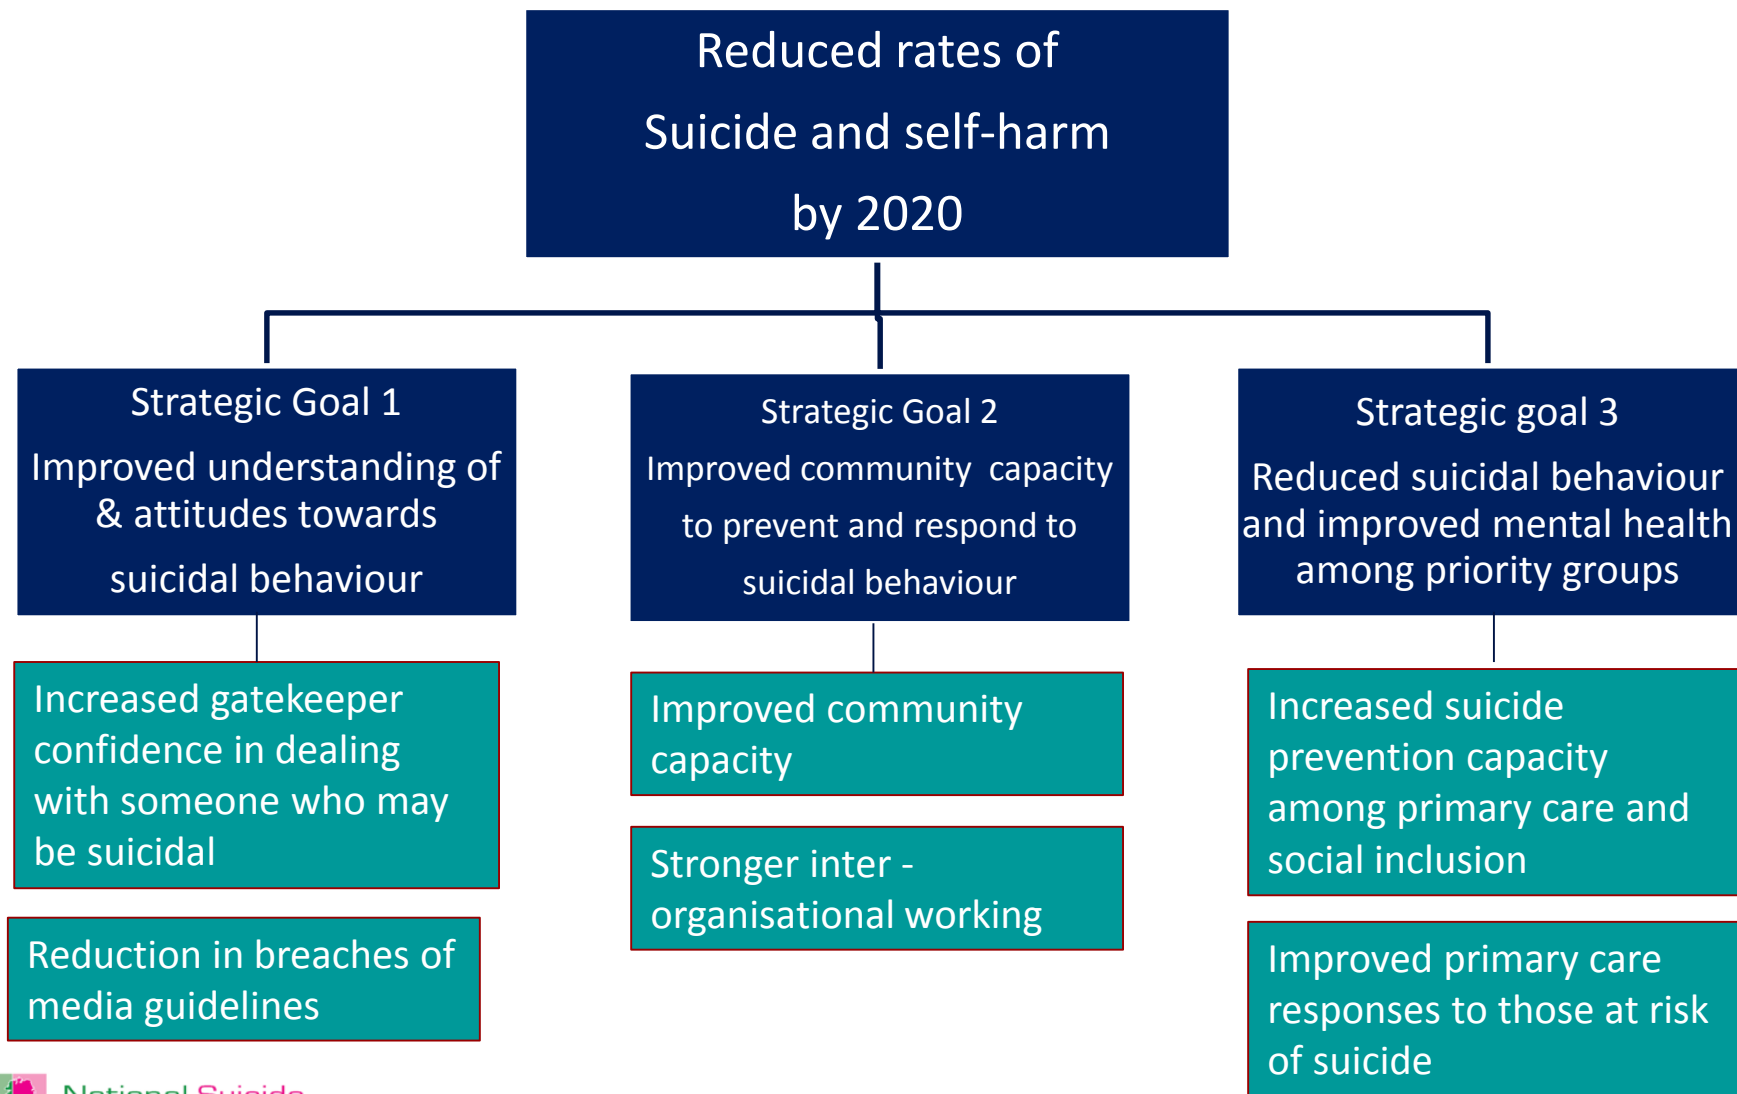 Reduced rates of
Suicide and self-harm
by 2020
Strategic Goal 1
Improved understanding of
& attitudes towards
suicidal behaviour
Strategic Goal 2
Improved community capacity
to prevent and respond to
suicidal behaviour
Strategic goal 3
Reduced suicidal behaviour
and improved mental health
among priority groups
Increased gatekeeper
confidence in dealing
with someone who may
be suicidal
Reduction in breaches of
media guidelines
Improved community
capacity
Stronger inter -
organisational working
Increased suicide
prevention capacity
among primary care and
social inclusion
Improved primary care
responses to those at risk
of suicide
National Suicide